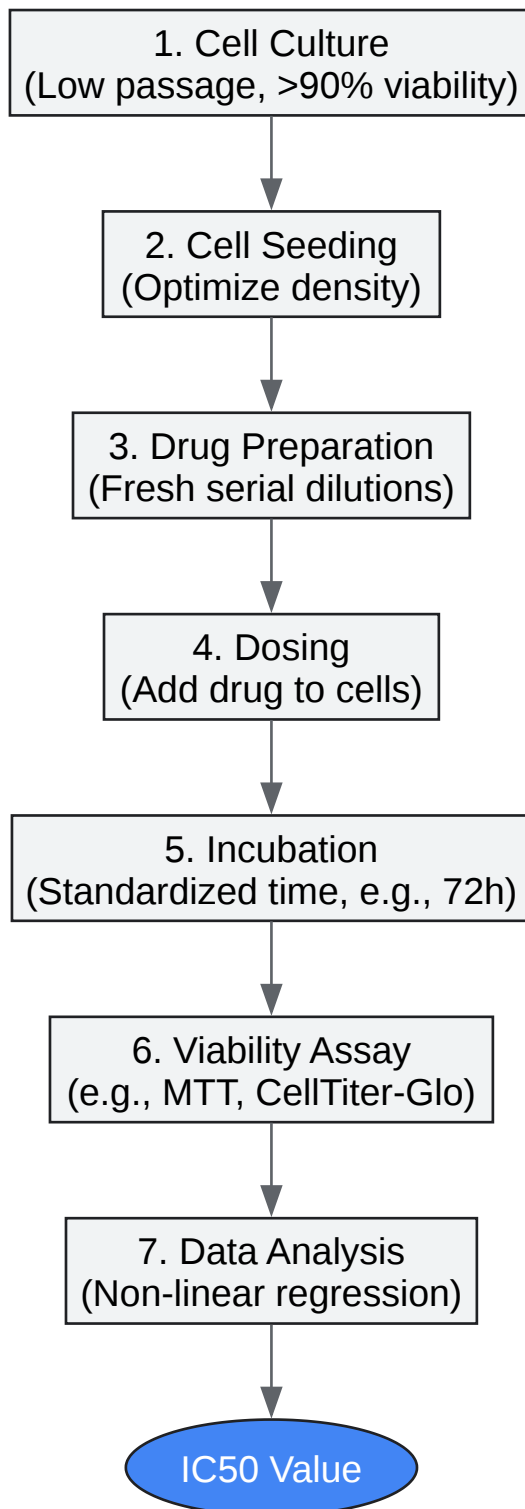 1. Cell Culture
(Low passage, >90% viability)
2. Cell Seeding
(Optimize density)
3. Drug Preparation
(Fresh serial dilutions)
4. Dosing
(Add drug to cells)
5. Incubation
(Standardized time, e.g., 72h)
6. Viability Assay
(e.g., MTT, CellTiter-Glo)
7. Data Analysis
(Non-linear regression)
IC50 Value